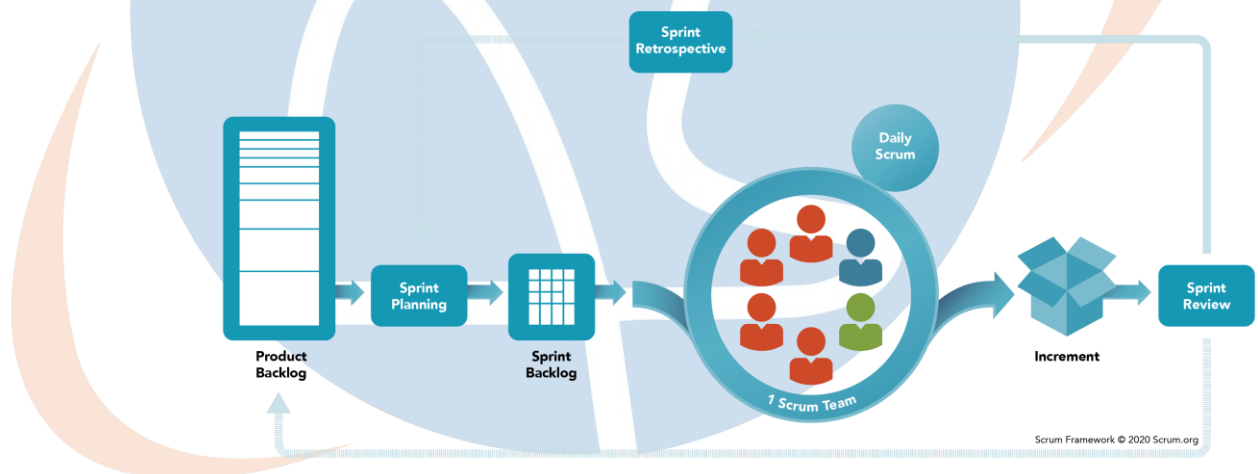 Sprint
Retrospective
Daily
Scrum
Sprint
Planning
Sprint
Review
Product
Backlog
Sprint
Backlog
Increment
1 Scrum Team
Scrum Framework © 2020 Scrum.org